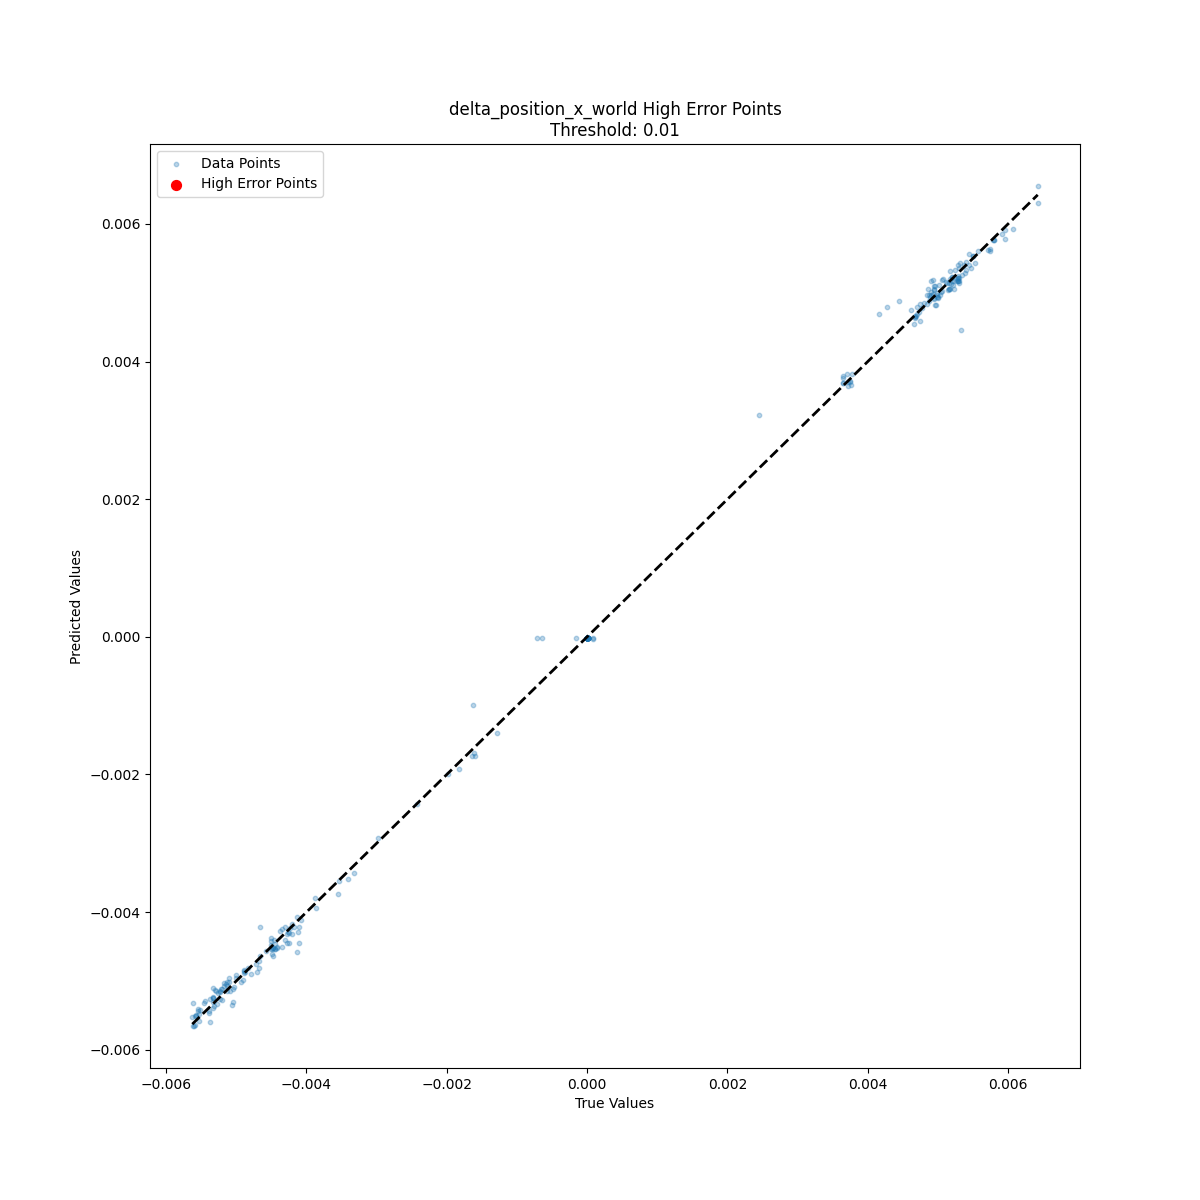 delta_position_x_world High Error Points
Threshold: 0.01
Data Points
High Error Points
0.006
0.004
0.002
0.000
−0.002
−0.004
−0.006
Predicted Values
−0.006
−0.004
−0.002
0.000
0.002
0.004
0.006
True Values